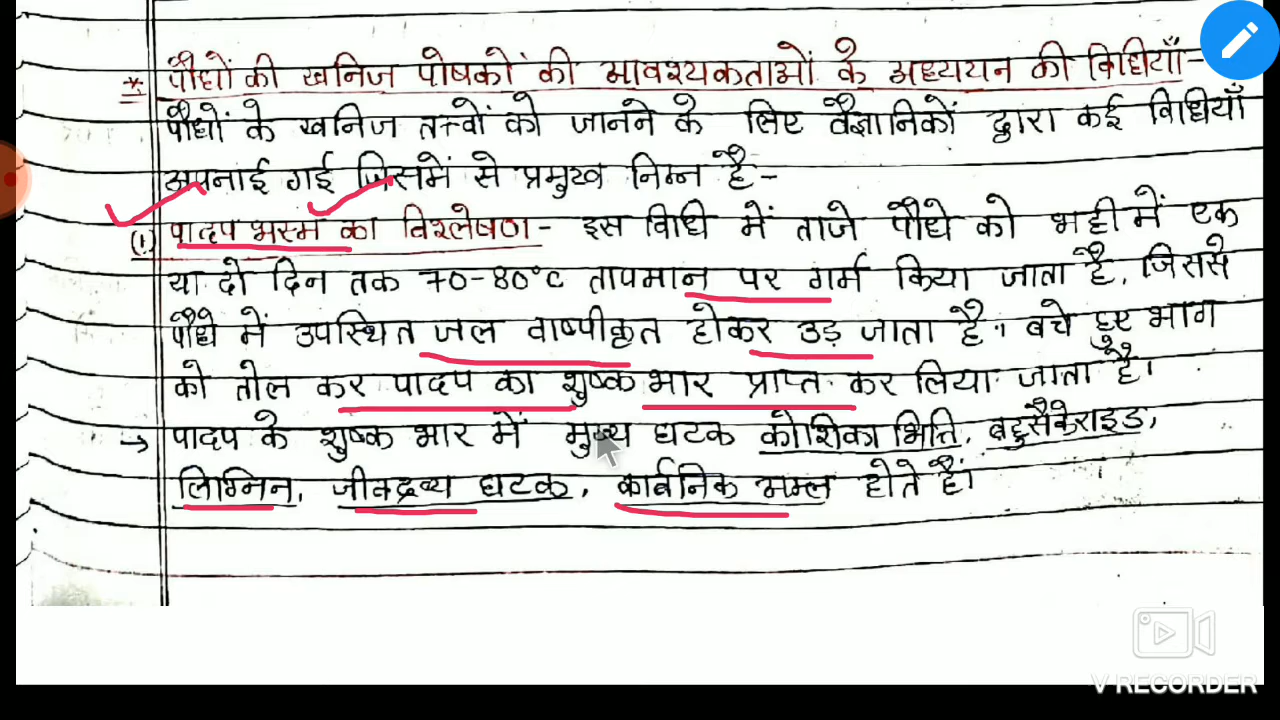 * पौधों की खनिज पोषकों की आवश्यकताओं के अध्ययन की विधियाँ-
पौधों के खनिज तत्वों को जानने के लिए वैज्ञानिकों द्वारा कई विधियाँ
अपनाई गई जिसमें से प्रमुख निम्न है-
(1) पादप भस्म का विश्लेषण- इस विधि में ताजे पौधे को भट्टी में एक
या दो दिन तक 70-80°C तापमान पर गर्म किया जाता है, जिससे
पौधे में उपस्थित जल वाष्पीकृत होकर उड़ जाता है। बचे हुए भाग
को तोल कर पादप का शुष्क भार प्राप्त कर लिया जाता है।
→ पादप के शुष्क भार में मुख्य घटक कोशिका भित्ति, बहुसैकेराइड,
लिग्निन, जीवद्रव्य घटक, कार्बनिक अम्ल होते हैं।
V RECORDER